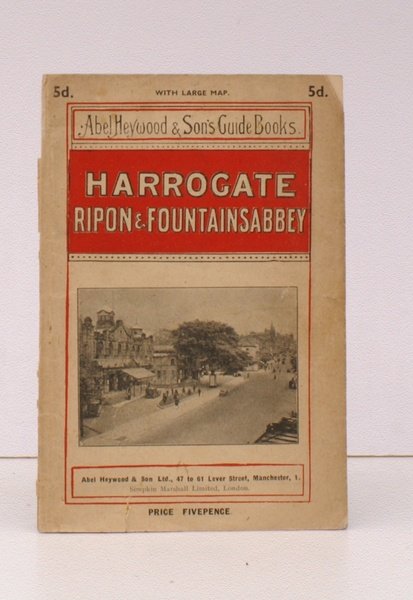 5d. WITH LARGE MAP. 5d.
Abel Heywood & Son's Guide Books.
HARROGATE
RIPON & FOUNTAINS ABBEY
Abel Heywood & Son Ltd., 47 to 61 Lever Street, Manchester, 1.
Simpkin Marshall Limited, London.
PRICE FIVEPENCE.